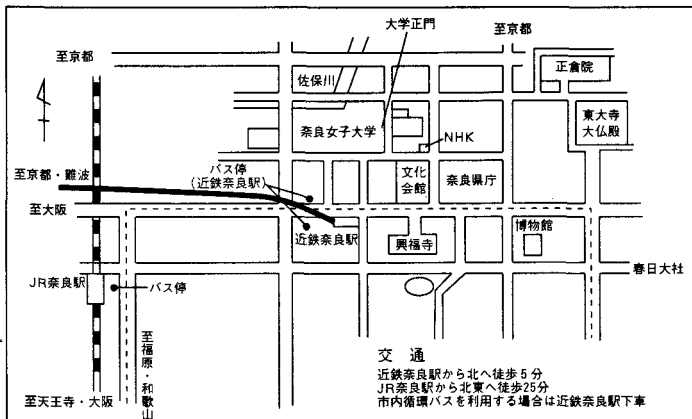 大学正門
至京都
至京都
佐保川
正倉院
奈良女子大学
NHK
東大寺
大仏殿
至京都・難波
バス停
(近鉄奈良駅)
文化
会館
奈良県庁
至大阪
近鉄奈良駅
興福寺
博物館
春日大社
JR奈良駅
バス停
至福原・和歌山
至天王寺・大阪
交 通
近鉄奈良駅から北へ徒歩5分
JR奈良駅から北東へ徒歩25分
市内循環バスを利用する場合は近鉄奈良駅下車